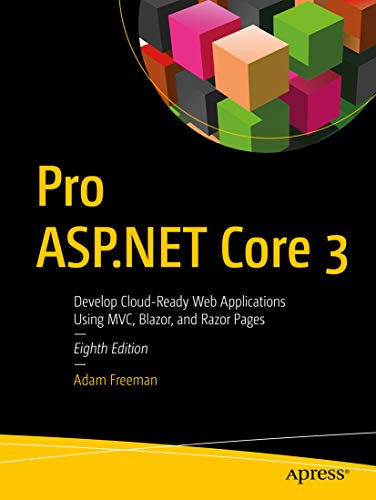 Pro
ASP.NET Core 3
Develop Cloud-Ready Web Applications
Using MVC, Blazor, and Razor Pages
—
Eighth Edition
—
Adam Freeman
Apress®